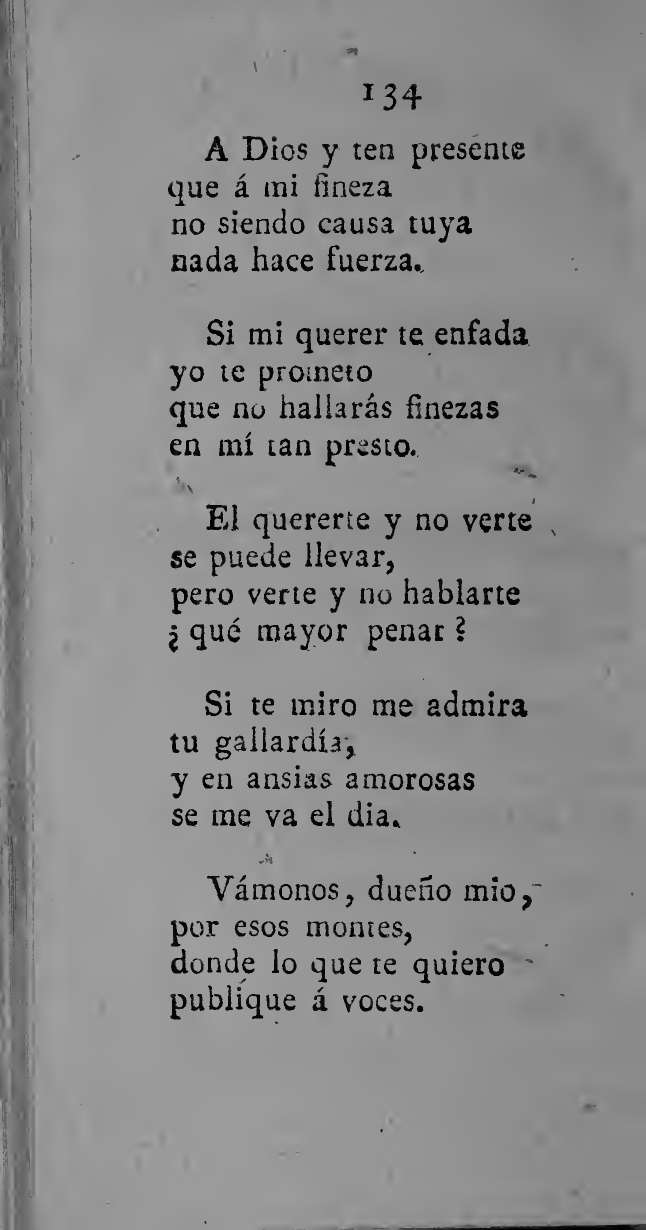 134
A Dios y ten presente
que á mi fineza
no siendo causa tuya
nada hace fuerza.
Si mi querer te enfada
yo te prometo
que no hallarás finezas
en mí tan presto.
El quererte y no verte
se puede llevar,
pero verte y no hablarte
¿ qué mayor penar ?
Si te miro me admira
tu gallardía,
y en ansias amorosas
se me va el dia.
Vámonos, dueño mio,
por esos montes,
donde lo que te quiero
publique á voces.